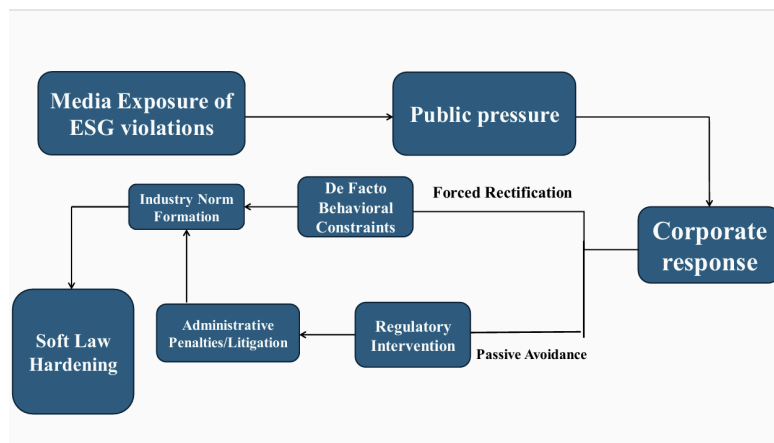 Media Exposure of
ESG violations
Public pressure
Corporate
response
Forced Rectification
De Facto
Behavioral
Constraints
Industry Norm
Formation
Passive Avoidance
Regulatory
Intervention
Administrative
Penalties/Litigation
Soft Law
Hardening